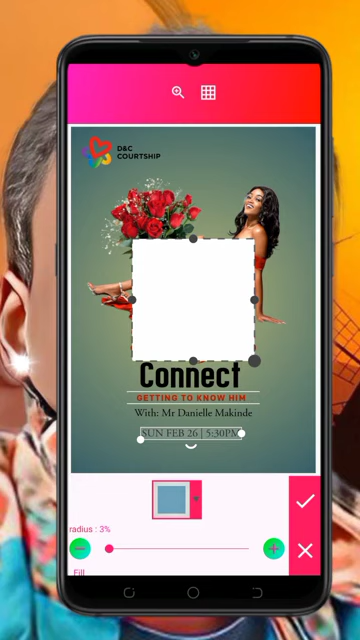 D&C
COURTSHIP
Connect
GETTING TO KNOW HIM
With: Mr Danielle Makinde
SUN FEB 26 | 5:30PM
radius : 3%
Fill